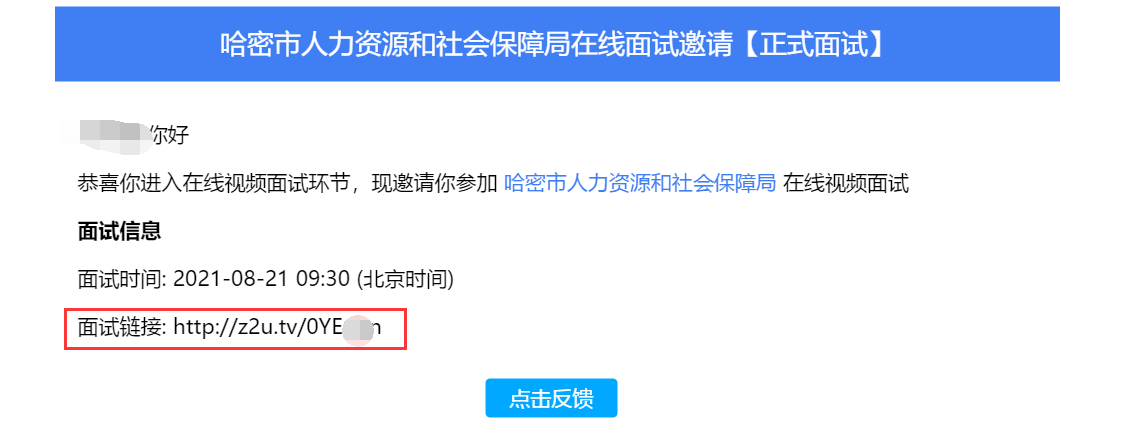 哈密市人力资源和社会保障局在线面试邀请【正式面试】
你好
恭喜你进入在线视频面试环节，现邀请你参加 哈密市人力资源和社会保障局 在线视频面试
面试信息
面试时间: 2021-08-21 09:30 (北京时间)
面试链接: http://z2u.tv/0YE
点击反馈